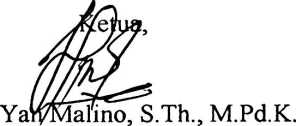 Ketua,
Yan Malino, S.Th., M.Pd.K.